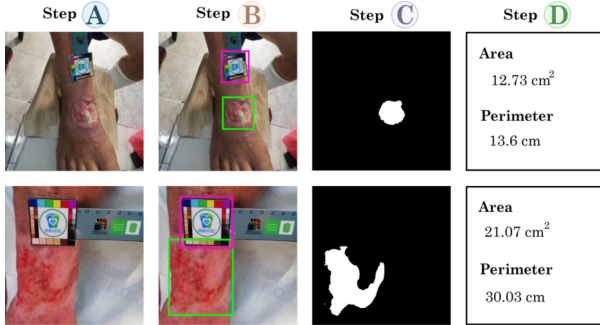 Step A Step B Step C Step D
Area
12.73 cm²
Perimeter
13.6 cm
Area
21.07 cm²
Perimeter
30.03 cm